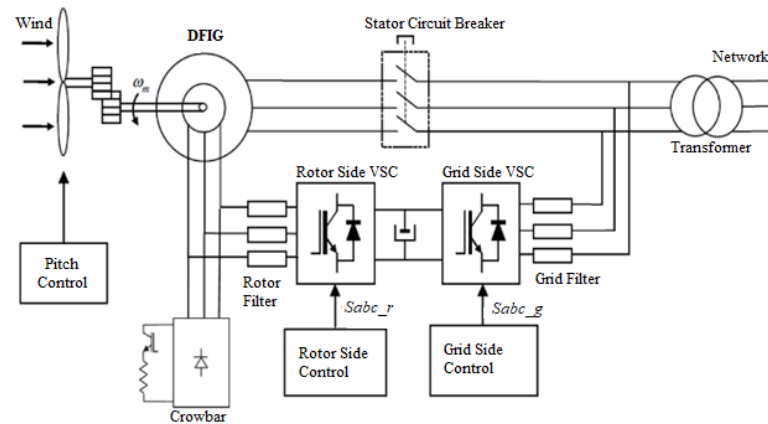 Wind
DFIG
Stator Circuit Breaker
Network
ωm
Transformer
Rotor Side VSC
Grid Side VSC
Pitch
Control
Rotor
Filter
Grid Filter
Sabc_r
Sabc_g
Rotor Side
Control
Grid Side
Control
Crowbar